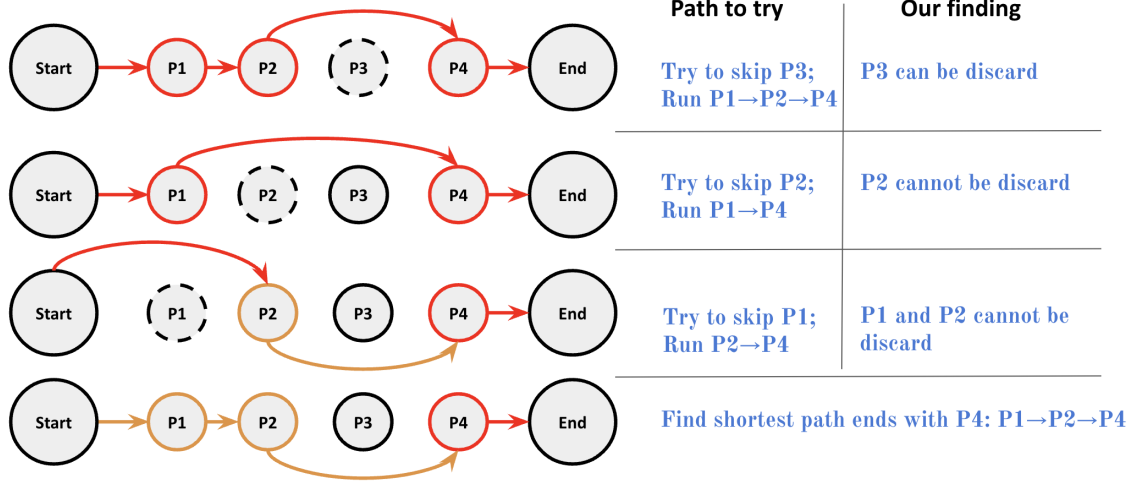 Path to try
Our finding
Start
P1
P2
P3
P4
End
Try to skip P3;
Run P1→P2→P4
P3 can be discard
Start
P1
P2
P3
P4
End
Try to skip P2;
Run P1→P4
P2 cannot be discard
Start
P1
P2
P3
P4
End
Try to skip P1;
Run P2→P4
P1 and P2 cannot be
discard
Start
P1
P2
P3
P4
End
Find shortest path ends with P4: P1→P2→P4